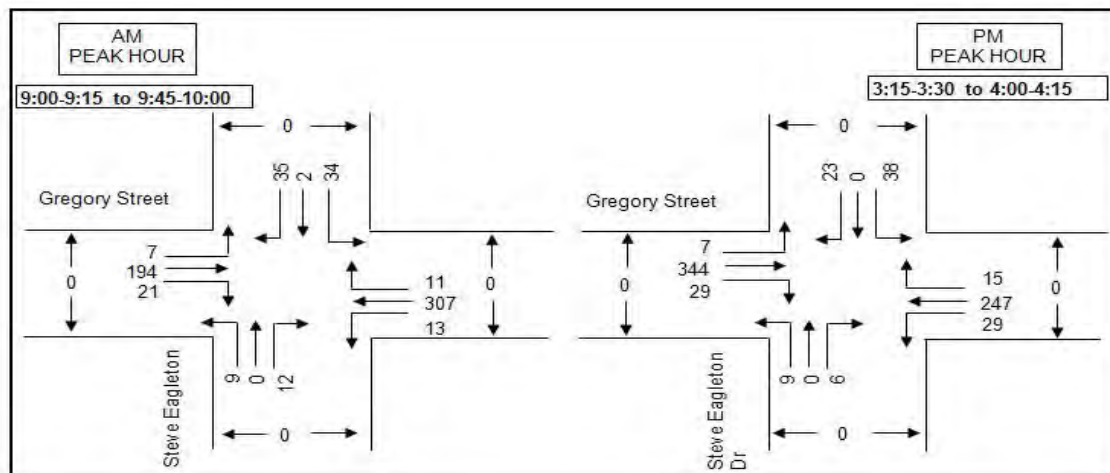 AM
PEAK HOUR
9:00-9:15 to 9:45-10:00
0
35
2
34
Gregory Street
0
7
194
21
11
307
13
0
9
0
12
Steve Eagleton
0
PM
PEAK HOUR
3:15-3:30 to 4:00-4:15
0
23
0
38
Gregory Street
0
7
344
29
15
247
29
0
9
0
6
Steve Eagleton
Dr
0